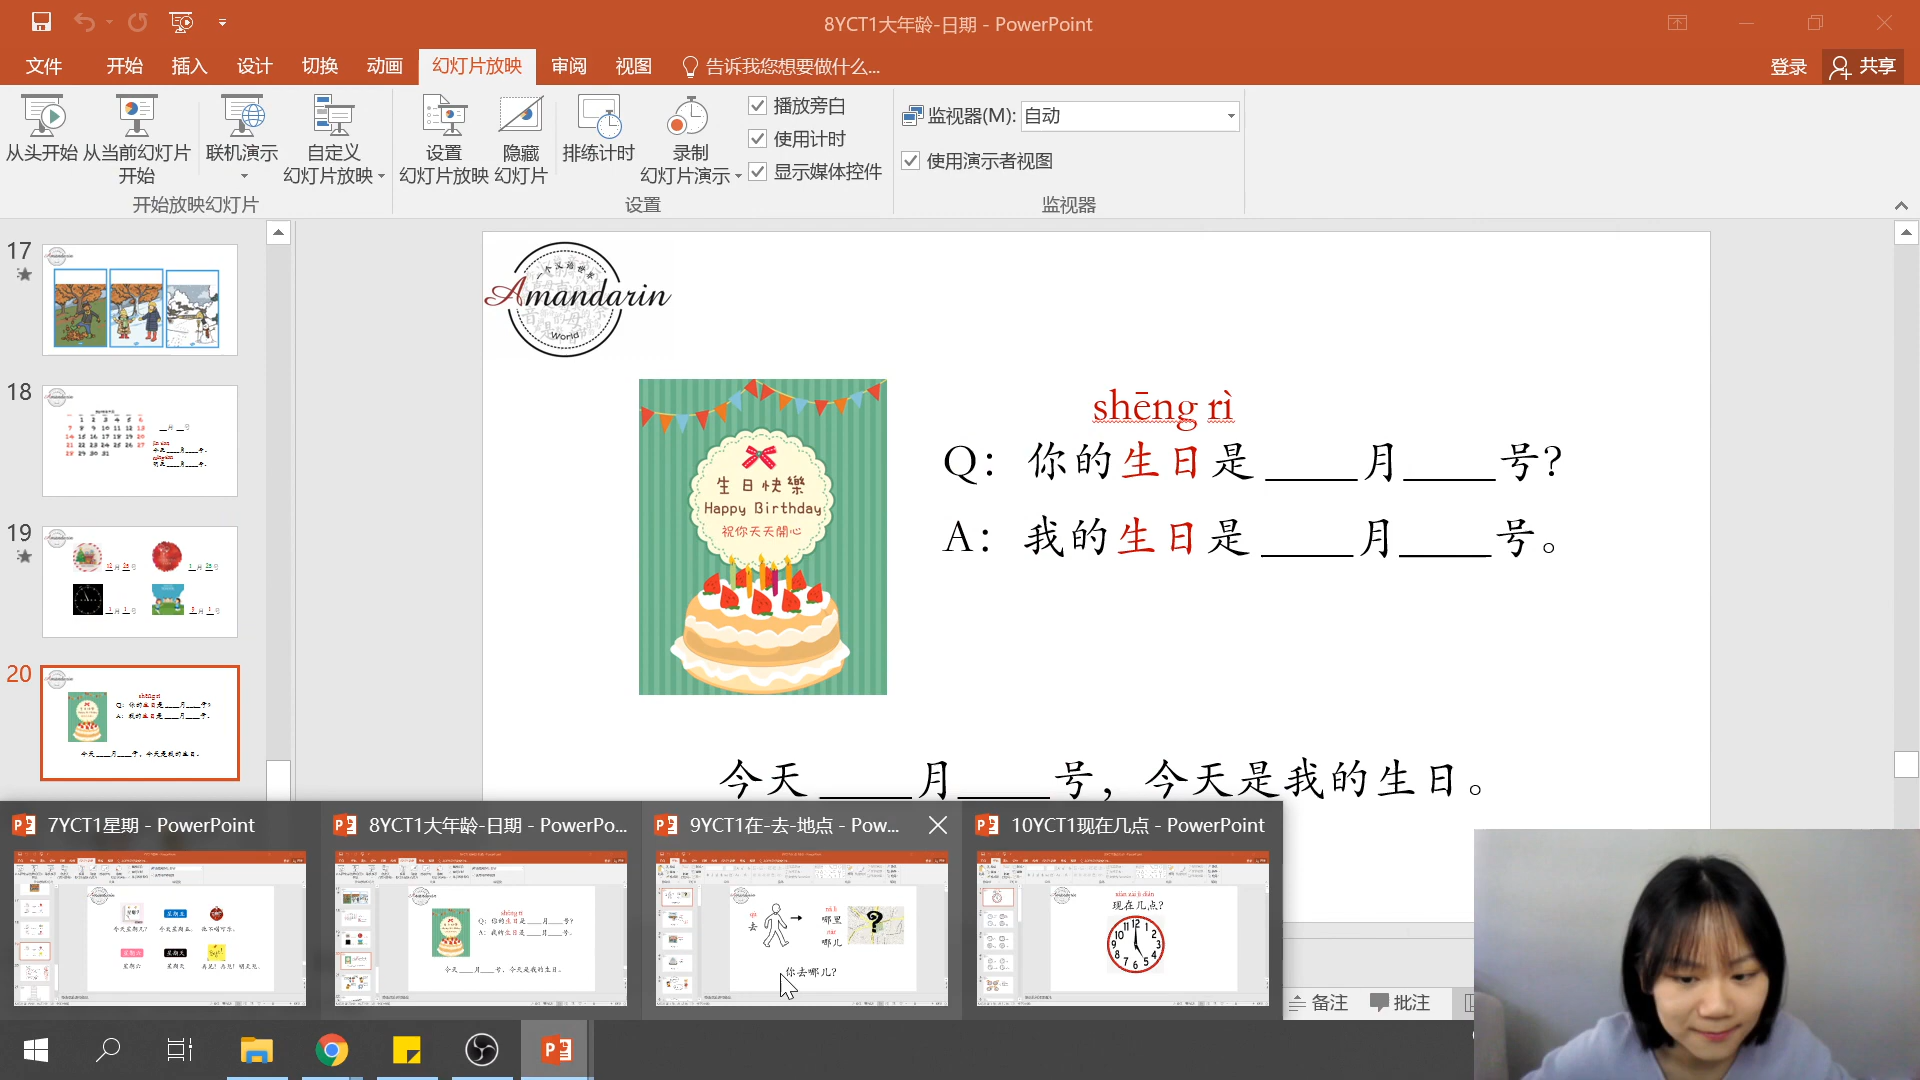 8YCT1大年龄-日期 - PowerPoint
文件 开始 插入 设计 切换 动画 幻灯片放映 审阅 视图 告诉我您想要做什么... 登录 共享
从头开始 从当前幻灯片 开始 联机演示 自定义 幻灯片放映 设置 幻灯片放映 隐藏 幻灯片 排练计时 录制 幻灯片演示
播放旁白
使用计时
显示媒体控件
监视器(M): 自动
使用演示者视图
开始放映幻灯片 设置 监视器
17
18
19
20
Amandarin
World
shēng rì
Q：你的生日是____月____号?
A：我的生日是____月____号。
生日快樂
Happy Birthday
祝你天天開心
今天____月____号，今天是我的生日。
7YCT1星期 - PowerPoint
8YCT1大年龄-日期 - PowerPo...
9YCT1在-去-地点 - Pow...
10YCT1现在几点 - PowerPoint
qù
去
nǎ lǐ
哪里
哪儿
你去哪儿?
xiàn zài jǐ diǎn
现在几点?
备注 批注